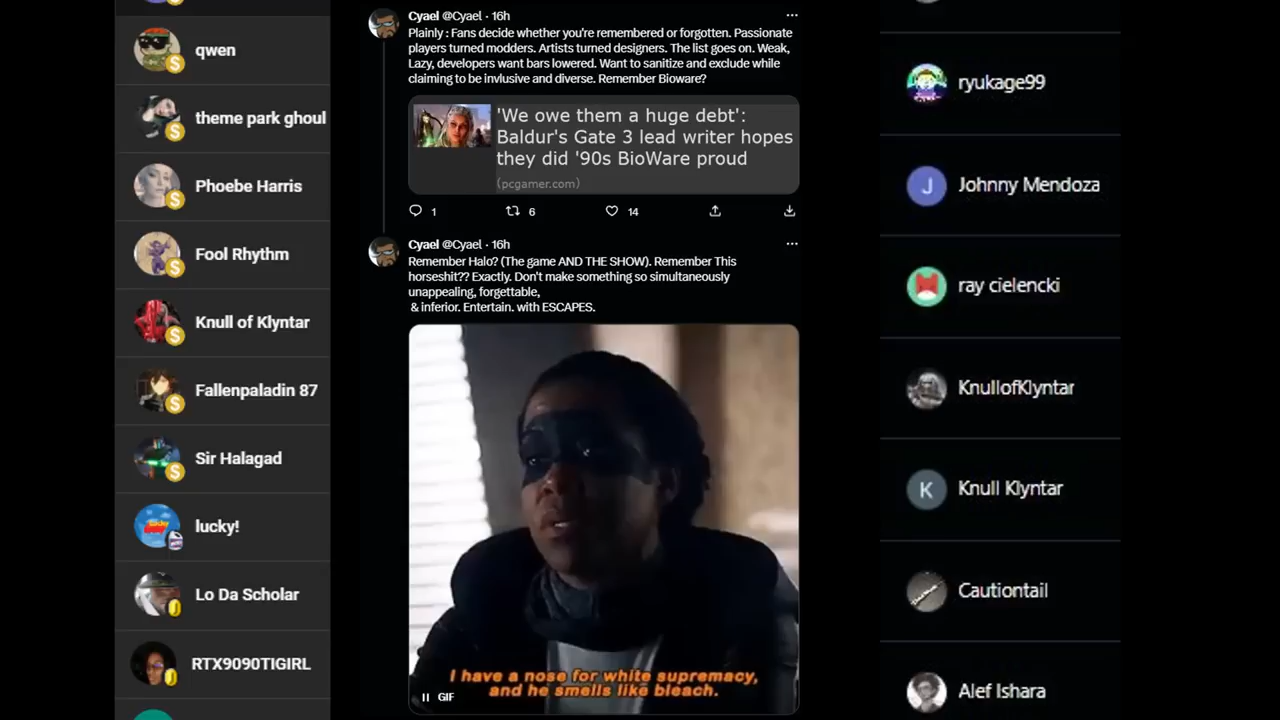 qwen
theme park ghoul
Phoebe Harris
Fool Rhythm
Knull of Klyntar
Fallenpaladin 87
Sir Halagad
lucky!
Lo Da Scholar
RTX9090TIGIRL
Cyael @Cyael · 16h
Plainly : Fans decide whether you're remembered or forgotten. Passionate
players turned modders. Artists turned designers. The list goes on. Weak,
Lazy, developers want bars lowered. Want to sanitize and exclude while
claiming to be invlusive and diverse. Remember Bioware?
'We owe them a huge debt':
Baldur's Gate 3 lead writer hopes
they did '90s BioWare proud
(pcgamer.com)
1 6 14
Cyael @Cyael · 16h
Remember Halo? (The game AND THE SHOW). Remember This
horseshit?? Exactly. Don't make something so simultaneously
unappealing, forgettable,
& inferior. Entertain. with ESCAPES.
I have a nose for white supremacy,
and he smells like bleach.
GIF
ryukage99
J
Johnny Mendoza
ray cielencki
KnullofKlyntar
K
Knull Klyntar
Cautiontail
Alef Ishara